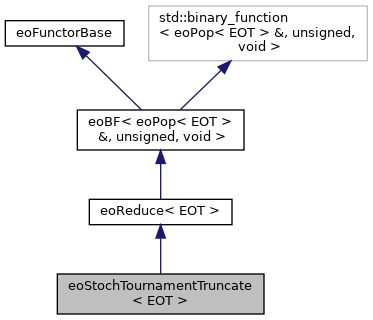 eoFunctorBase
std::binary_function
< eoPop< EOT > &, unsigned,
void >
eoBF< eoPop< EOT >
&, unsigned, void >
eoReduce< EOT >
eoStochTournamentTruncate
< EOT >